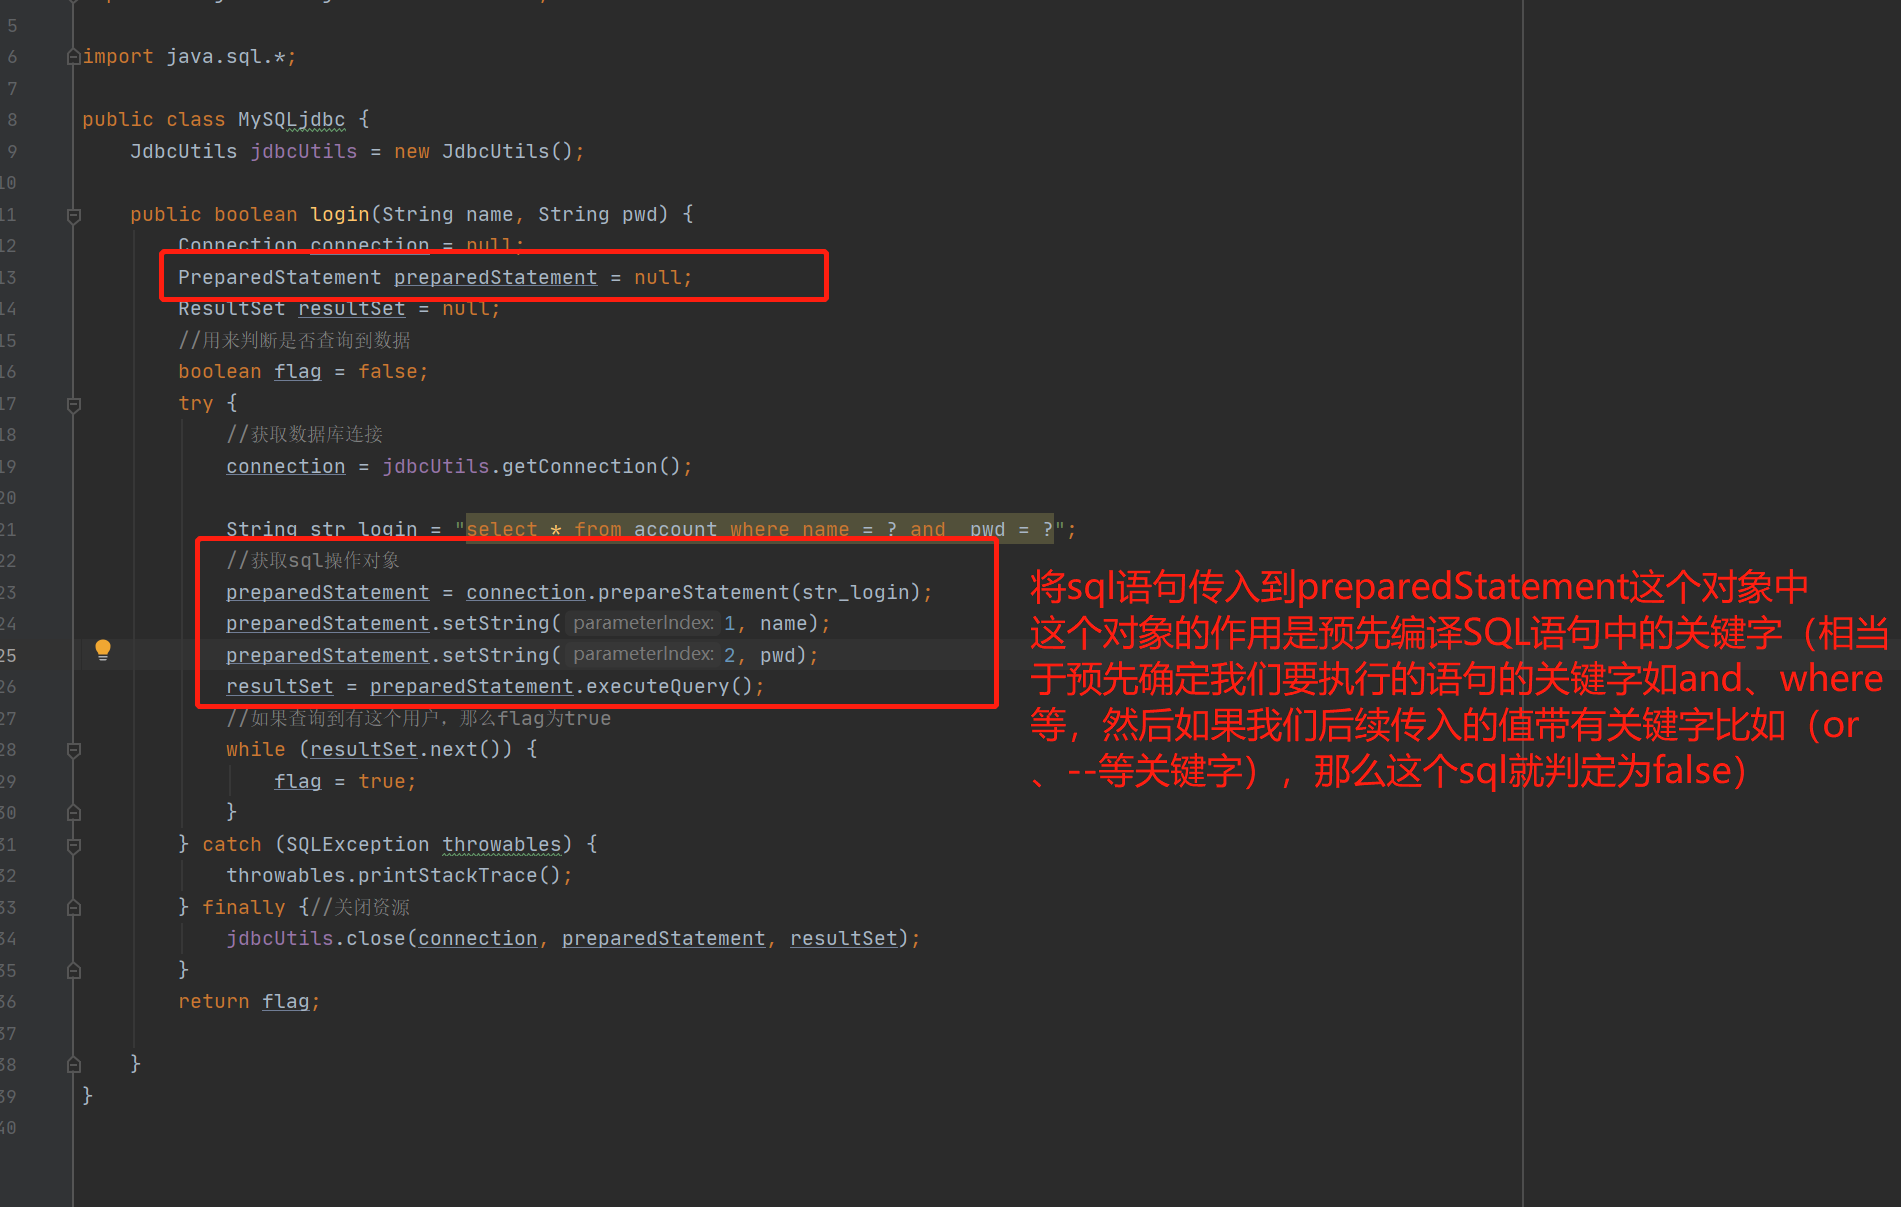 5
6 import java.sql.*;
7
8 public class MySQLjdbc {
9 JdbcUtils jdbcUtils = new JdbcUtils();
10
11 public boolean login(String name, String pwd) {
12 Connection connection = null;
13 PreparedStatement preparedStatement = null;
14 ResultSet resultSet = null;
15 //用来判断是否查询到数据
16 boolean flag = false;
17 try {
18 //获取数据库连接
19 connection = jdbcUtils.getConnection();
20
21 String str_login = "select * from account where name = ? and  pwd = ?";
22 //获取sql操作对象
23 preparedStatement = connection.prepareStatement(str_login);
24 preparedStatement.setString( parameterIndex: 1, name);
25 preparedStatement.setString( parameterIndex: 2, pwd);
26 resultSet = preparedStatement.executeQuery();
27 //如果查询到有这个用户，那么flag为true
28 while (resultSet.next()) {
29 flag = true;
30 }
31 } catch (SQLException throwables) {
32 throwables.printStackTrace();
33 } finally {//关闭资源
34 jdbcUtils.close(connection, preparedStatement, resultSet);
35 }
36 return flag;
37
38 }
39 }
40
将sql语句传入到preparedStatement这个对象中
这个对象的作用是预先编译SQL语句中的关键字（相当
于预先确定我们要执行的语句的关键字如and、where
等，然后如果我们后续传入的值带有关键字比如（or
、--等关键字），那么这个sql就判定为false）